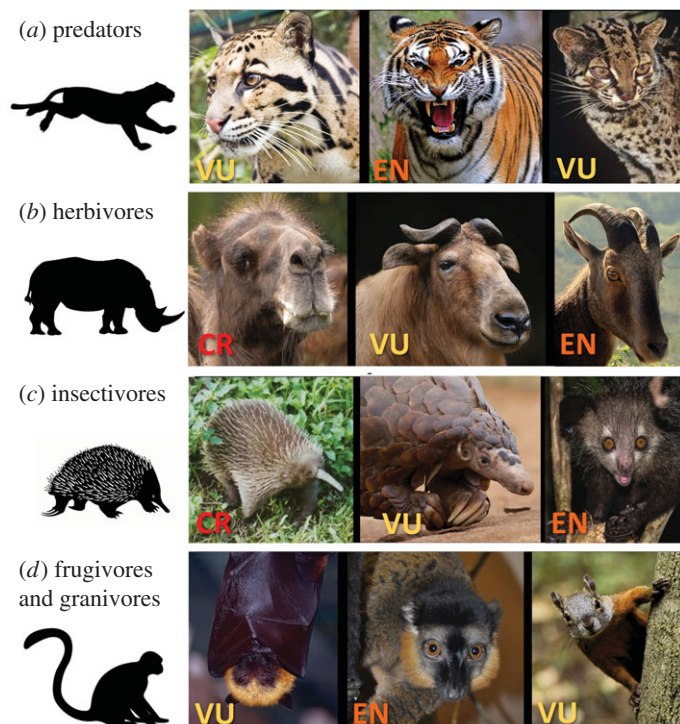 (a) predators
VU EN VU
(b) herbivores
CR VU EN
(c) insectivores
CR VU EN
(d) frugivores
and granivores
VU EN VU